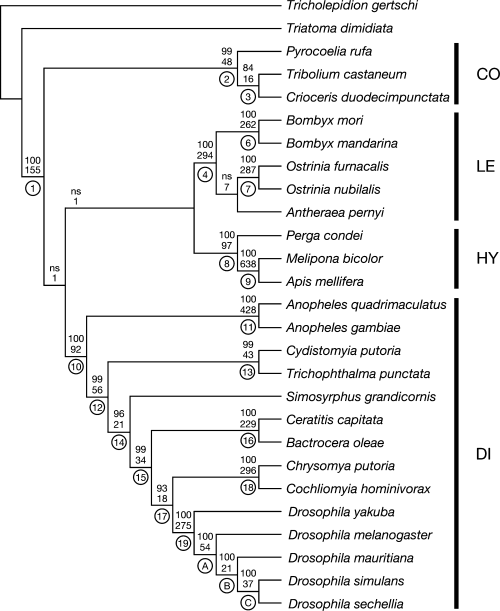 Tricholepidion gertschi
Triatoma dimidiata
99
48
2
Pyrocoelia rufa
84
16
3
Tribolium castaneum
Crioceris duodecimpunctata
CO
100
155
1
100
262
6
Bombyx mori
Bombyx mandarina
100
294
4
100
287
7
Ostrinia furnacalis
Ostrinia nubilalis
ns
7
Antheraea pernyi
LE
ns
1
100
97
8
Perga condei
100
638
9
Melipona bicolor
Apis mellifera
HY
ns
1
100
428
11
Anopheles quadrimaculatus
Anopheles gambiae
100
92
10
99
43
13
Cydistomyia putoria
Trichophthalma punctata
99
56
12
Simosyrphus grandicornis
96
21
14
100
229
16
Ceratitis capitata
Bactrocera oleae
DI
99
34
15
100
296
18
Chrysomya putoria
Cochliomyia hominivorax
93
18
17
Drosophila yakuba
100
275
19
Drosophila melanogaster
100
54
A
Drosophila mauritiana
100
21
B
Drosophila simulans
100
37
C
Drosophila sechellia